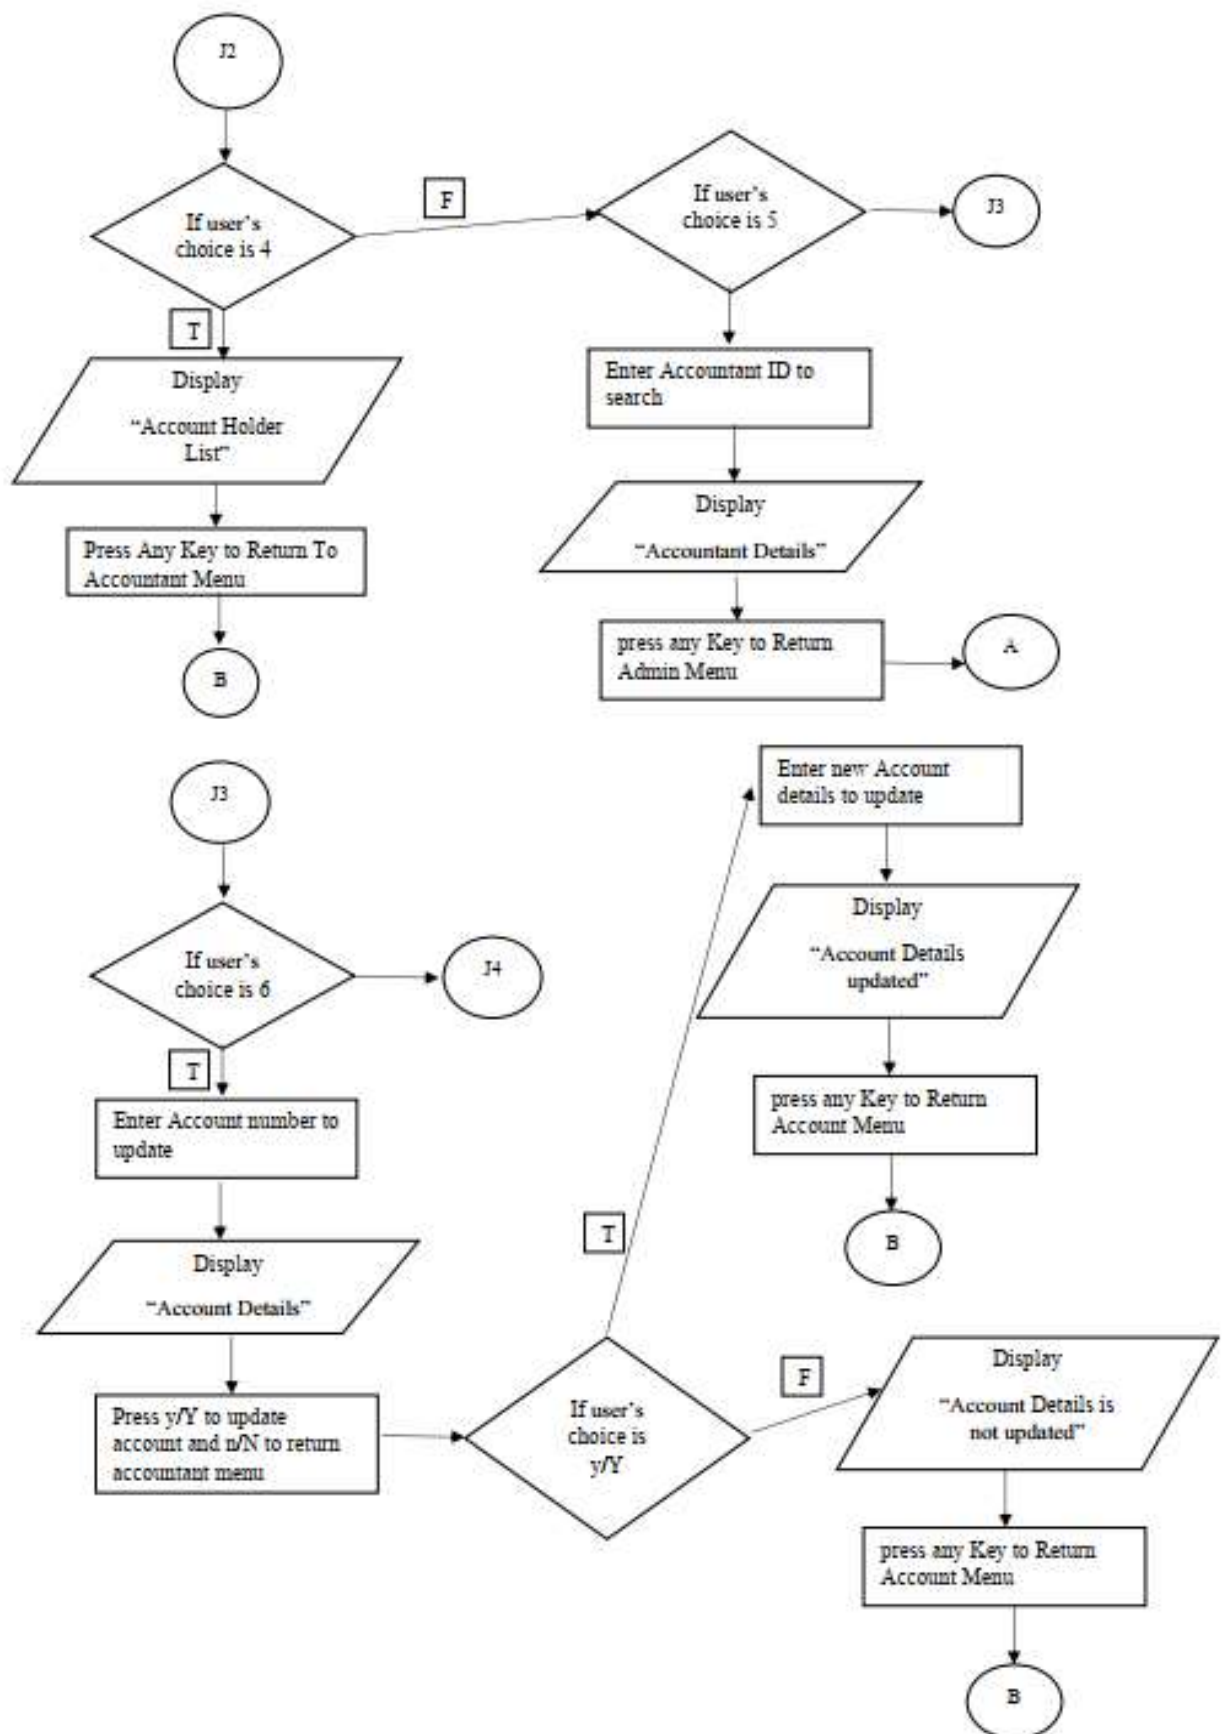 J2
If user's
choice is 4
F
If user's
choice is 5
J3
T
Display
“Account Holder
List”
Press Any Key to Return To
Accountant Menu
B
Enter Accountant ID to
search
Display
“Accountant Details”
press any Key to Return
Admin Menu
A
J3
If user's
choice is 6
J4
T
Enter Account number to
update
Display
“Account Details”
Press y/Y to update
account and n/N to return
accountant menu
If user's
choice is
y/Y
T
Enter new Account
details to update
Display
“Account Details
updated”
press any Key to Return
Account Menu
B
F
Display
“Account Details is
not updated”
press any Key to Return
Account Menu
B